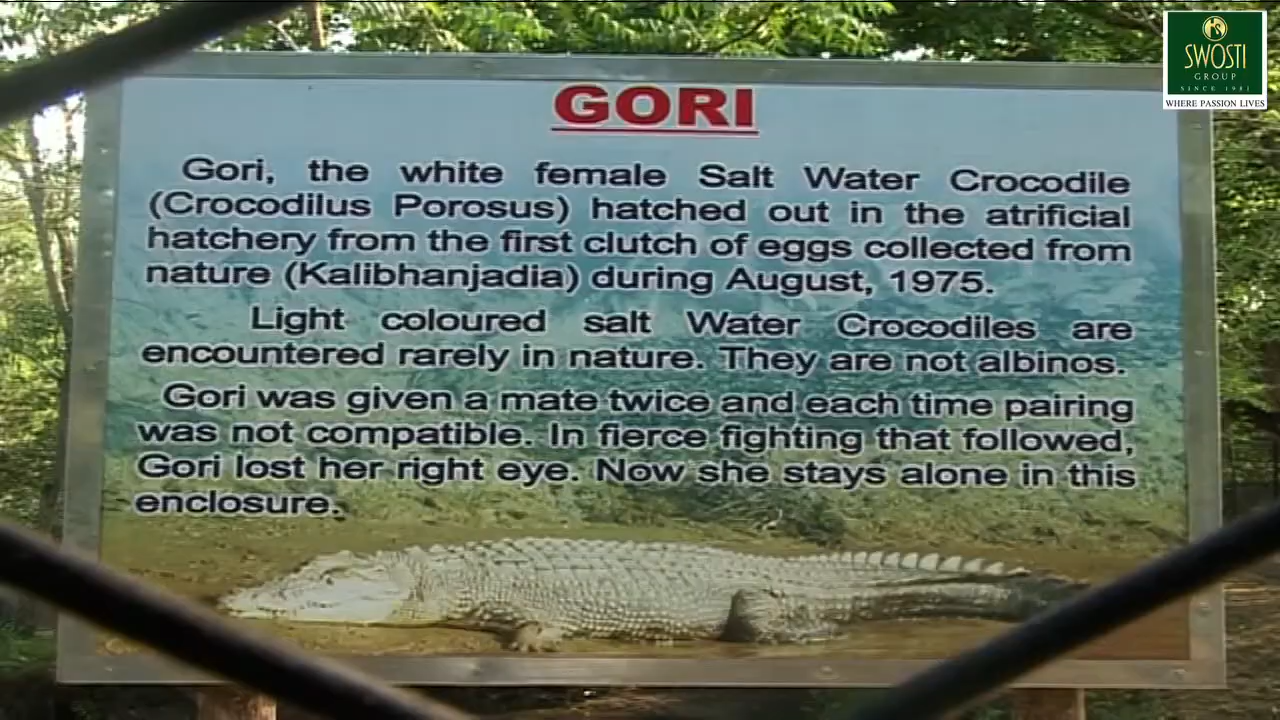 SWOSTI
GROUP
SINCE 1981
WHERE PASSION LIVES
GORI
Gori, the white female Salt Water Crocodile
(Crocodilus Porosus) hatched out in the atrificial
hatchery from the first clutch of eggs collected from
nature (Kalibhanjadia) during August, 1975.
Light coloured salt Water Crocodiles are
encountered rarely in nature. They are not albinos.
Gori was given a mate twice and each time pairing
was not compatible. In fierce fighting that followed,
Gori lost her right eye. Now she stays alone in this
enclosure.